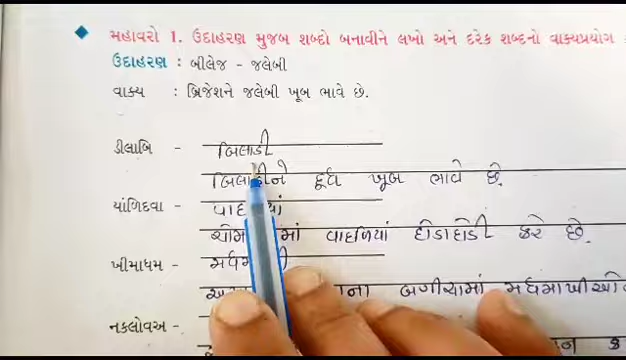 મહાવરો 1. ઉદાહરણ મુજબ શબ્દો બનાવીને લખો અને દરેક શબ્દનો વાક્યપ્રયોગ
ઉદાહરણ : બીલેજ - જલેબી
વાક્ય : બ્રિજેશને જલેબી ખૂબ ભાવે છે.
ડીલાબિ - બિલાડી
બિલાડીને દૂધ ખૂબ ભાવે છે.
યાંળિદવા -
વાદળિયાં દોડાદોડી કરે છે.
ખીમાધમ -
બગીચામાં મધમાખીઓ
નકલોવઅ -